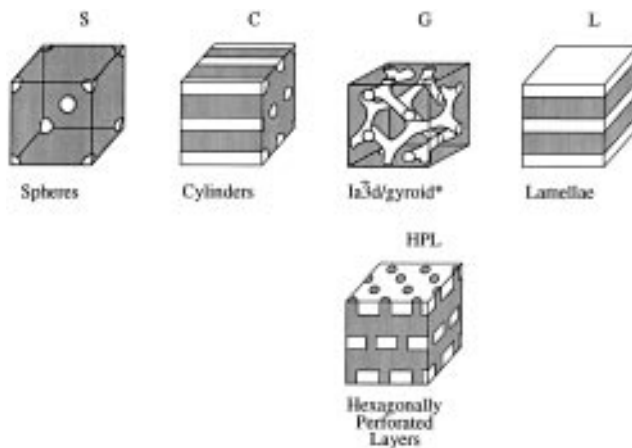 S
C
G
L
Spheres
Cylinders
Ia3̅d/gyroid*
Lamellae
HPL
Hexagonally
Perforated
Layers